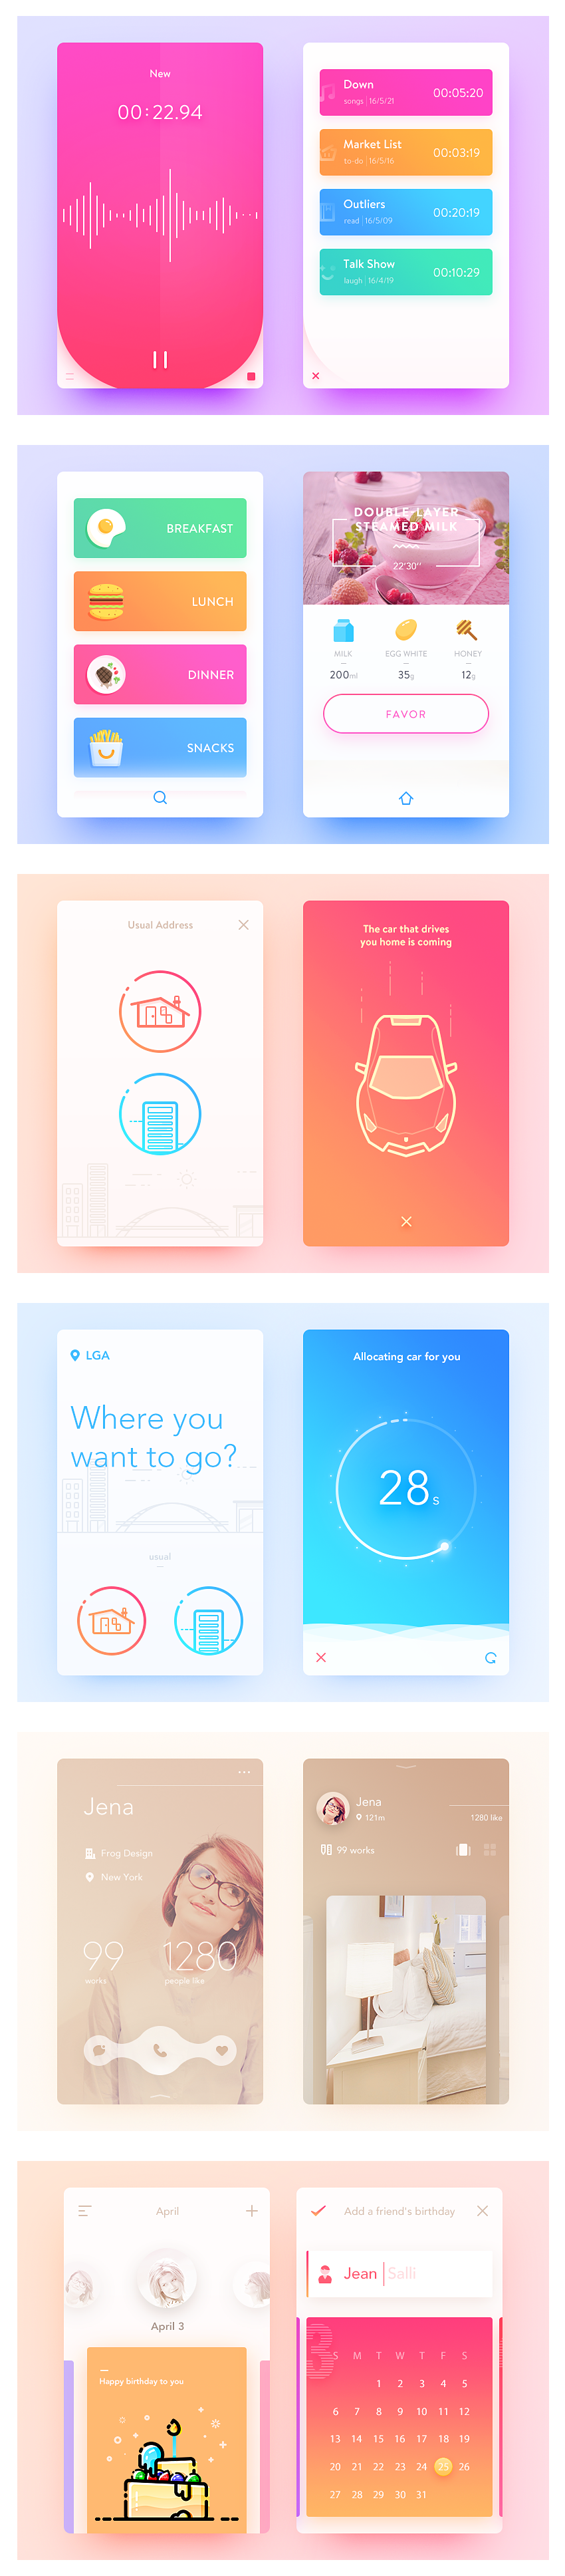 New
00:22.94
Down
songs | 16/5/21
00:05:20
Market List
to-do | 16/5/16
00:03:19
Outliers
read | 16/5/09
00:20:19
Talk Show
laugh | 16/4/19
00:10:29
BREAKFAST
LUNCH
DINNER
SNACKS
DOUBLE-LAYER
STEAMED MILK
22'30''
MILK
EGG WHITE
HONEY
200ml
35g
12g
FAVOR
Usual Address
The car that drives
you home is coming
LGA
Where you
want to go?
usual
Allocating car for you
28s
Jena
Frog Design
New York
99
works
1280
people like
Jena
121m
1280 like
99 works
April
April 3
Happy birthday to you
Add a friend's birthday
Jean Salli
3
S M T W T F S
1 2 3 4 5
6 7 8 9 10 11 12
13 14 15 16 17 18 19
20 21 22 23 24 25 26
27 28 29 30 31